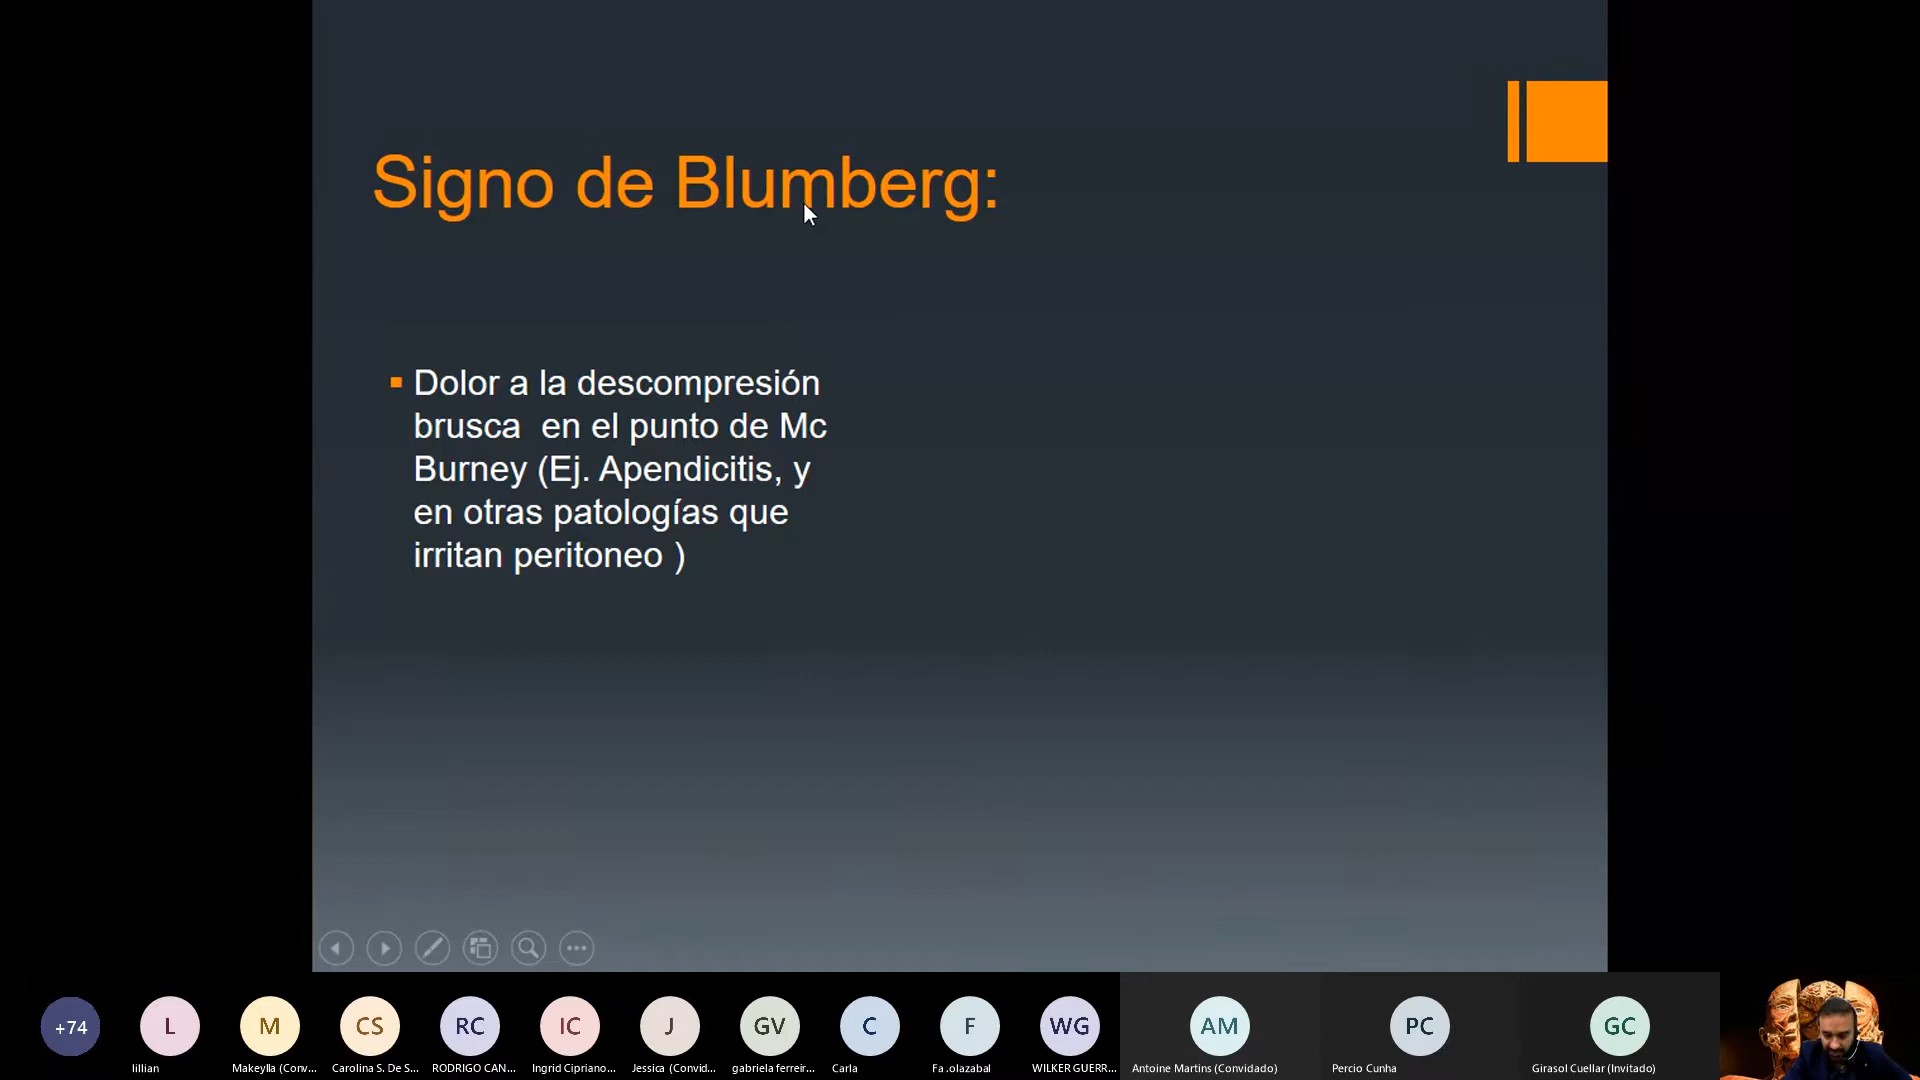 Signo de Blumberg:
Dolor a la descompresión
brusca en el punto de Mc
Burney (Ej. Apendicitis, y
en otras patologías que
irritan peritoneo )
+74
L
M
CS
RC
IC
J
GV
C
F
WG
AM
PC
GC
lillian
Makeylla (Conv...
Carolina S. De S...
RODRIGO CAN...
Ingrid Cipriano...
Jessica (Convid...
gabriela ferreir...
Carla
Fa .olazabal
WILKER GUERR...
Antoine Martins (Convidado)
Percio Cunha
Girasol Cuellar (Invitado)